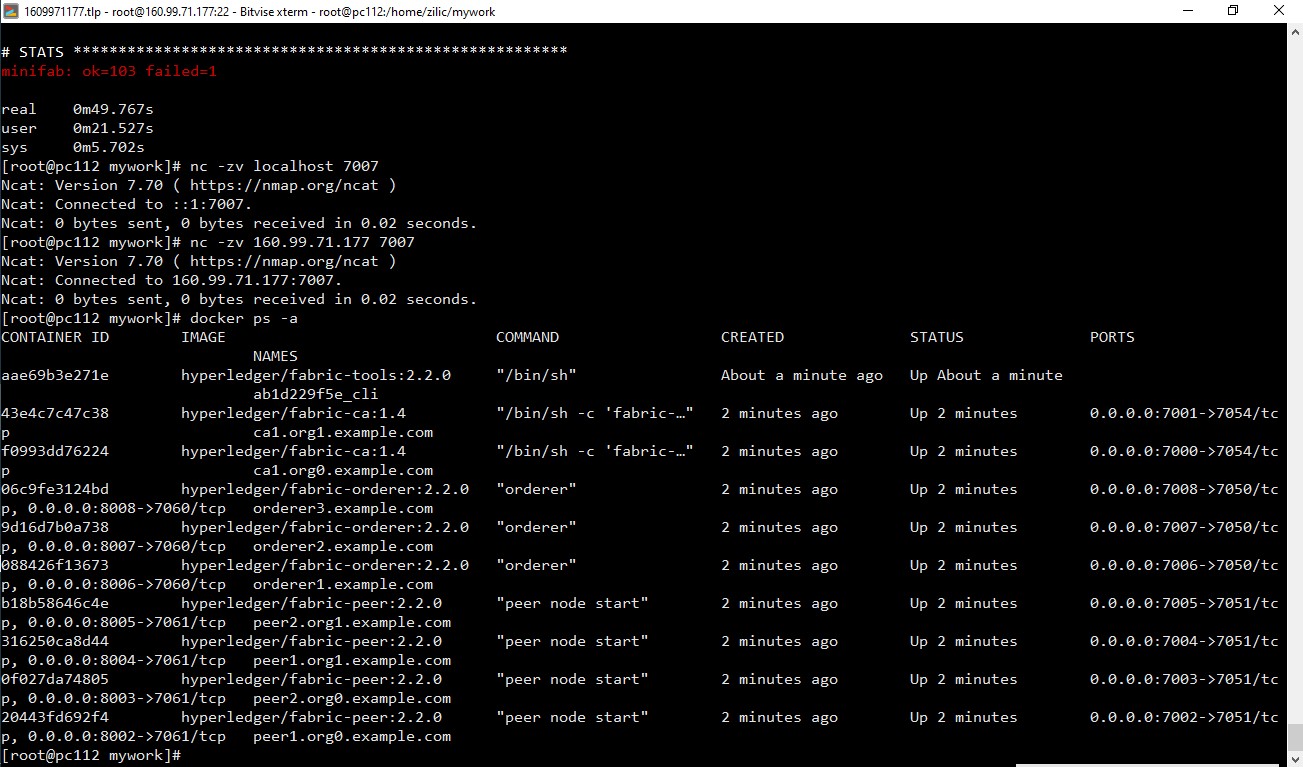 1609971177.tlp - root@160.99.71.177:22 - Bitvise xterm - root@pc112:/home/zilic/mywork
# STATS *******************************************************
minifab: ok=103 failed=1
real    0m49.767s
user    0m21.527s
sys     0m5.702s
[root@pc112 mywork]# nc -zv localhost 7007
Ncat: Version 7.70 ( https://nmap.org/ncat )
Ncat: Connected to ::1:7007.
Ncat: 0 bytes sent, 0 bytes received in 0.02 seconds.
[root@pc112 mywork]# nc -zv 160.99.71.177 7007
Ncat: Version 7.70 ( https://nmap.org/ncat )
Ncat: Connected to 160.99.71.177:7007.
Ncat: 0 bytes sent, 0 bytes received in 0.02 seconds.
[root@pc112 mywork]# docker ps -a
CONTAINER ID        IMAGE                              COMMAND                  CREATED              STATUS              PORTS
                            NAMES
aae69b3e271e        hyperledger/fabric-tools:2.2.0     "/bin/sh"                About a minute ago   Up About a minute
                            ab1d229f5e_cli
43e4c7c47c38        hyperledger/fabric-ca:1.4          "/bin/sh -c 'fabric-…"   2 minutes ago        Up 2 minutes        0.0.0.0:7001->7054/tc
p                           ca1.org1.example.com
f0993dd76224        hyperledger/fabric-ca:1.4          "/bin/sh -c 'fabric-…"   2 minutes ago        Up 2 minutes        0.0.0.0:7000->7054/tc
p                           ca1.org0.example.com
06c9fe3124bd        hyperledger/fabric-orderer:2.2.0   "orderer"                2 minutes ago        Up 2 minutes        0.0.0.0:7008->7050/tc
p, 0.0.0.0:8008->7060/tcp   orderer3.example.com
9d16d7b0a738        hyperledger/fabric-orderer:2.2.0   "orderer"                2 minutes ago        Up 2 minutes        0.0.0.0:7007->7050/tc
p, 0.0.0.0:8007->7060/tcp   orderer2.example.com
088426f13673        hyperledger/fabric-orderer:2.2.0   "orderer"                2 minutes ago        Up 2 minutes        0.0.0.0:7006->7050/tc
p, 0.0.0.0:8006->7060/tcp   orderer1.example.com
b18b58646c4e        hyperledger/fabric-peer:2.2.0      "peer node start"        2 minutes ago        Up 2 minutes        0.0.0.0:7005->7051/tc
p, 0.0.0.0:8005->7061/tcp   peer2.org1.example.com
316250ca8d44        hyperledger/fabric-peer:2.2.0      "peer node start"        2 minutes ago        Up 2 minutes        0.0.0.0:7004->7051/tc
p, 0.0.0.0:8004->7061/tcp   peer1.org1.example.com
0f027da74805        hyperledger/fabric-peer:2.2.0      "peer node start"        2 minutes ago        Up 2 minutes        0.0.0.0:7003->7051/tc
p, 0.0.0.0:8003->7061/tcp   peer2.org0.example.com
20443fd692f4        hyperledger/fabric-peer:2.2.0      "peer node start"        2 minutes ago        Up 2 minutes        0.0.0.0:7002->7051/tc
p, 0.0.0.0:8002->7061/tcp   peer1.org0.example.com
[root@pc112 mywork]#